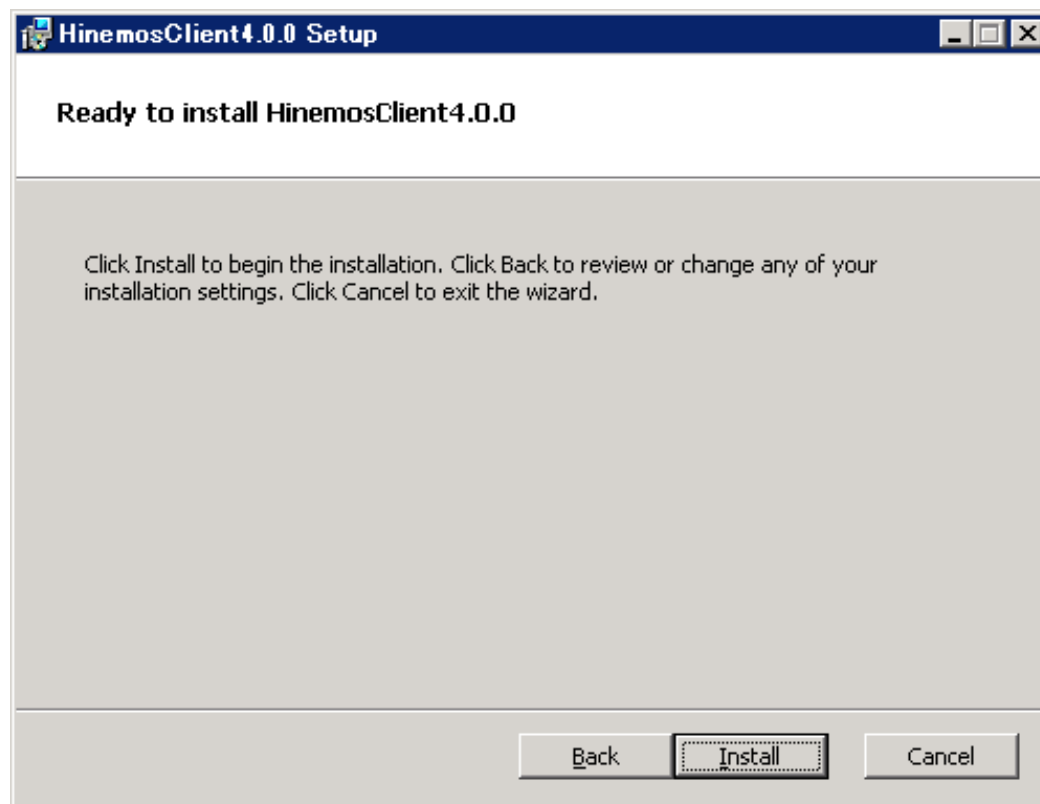 HinemosClient4.0.0 Setup
Ready to install HinemosClient4.0.0
Click Install to begin the installation. Click Back to review or change any of your
installation settings. Click Cancel to exit the wizard.
Back Install Cancel